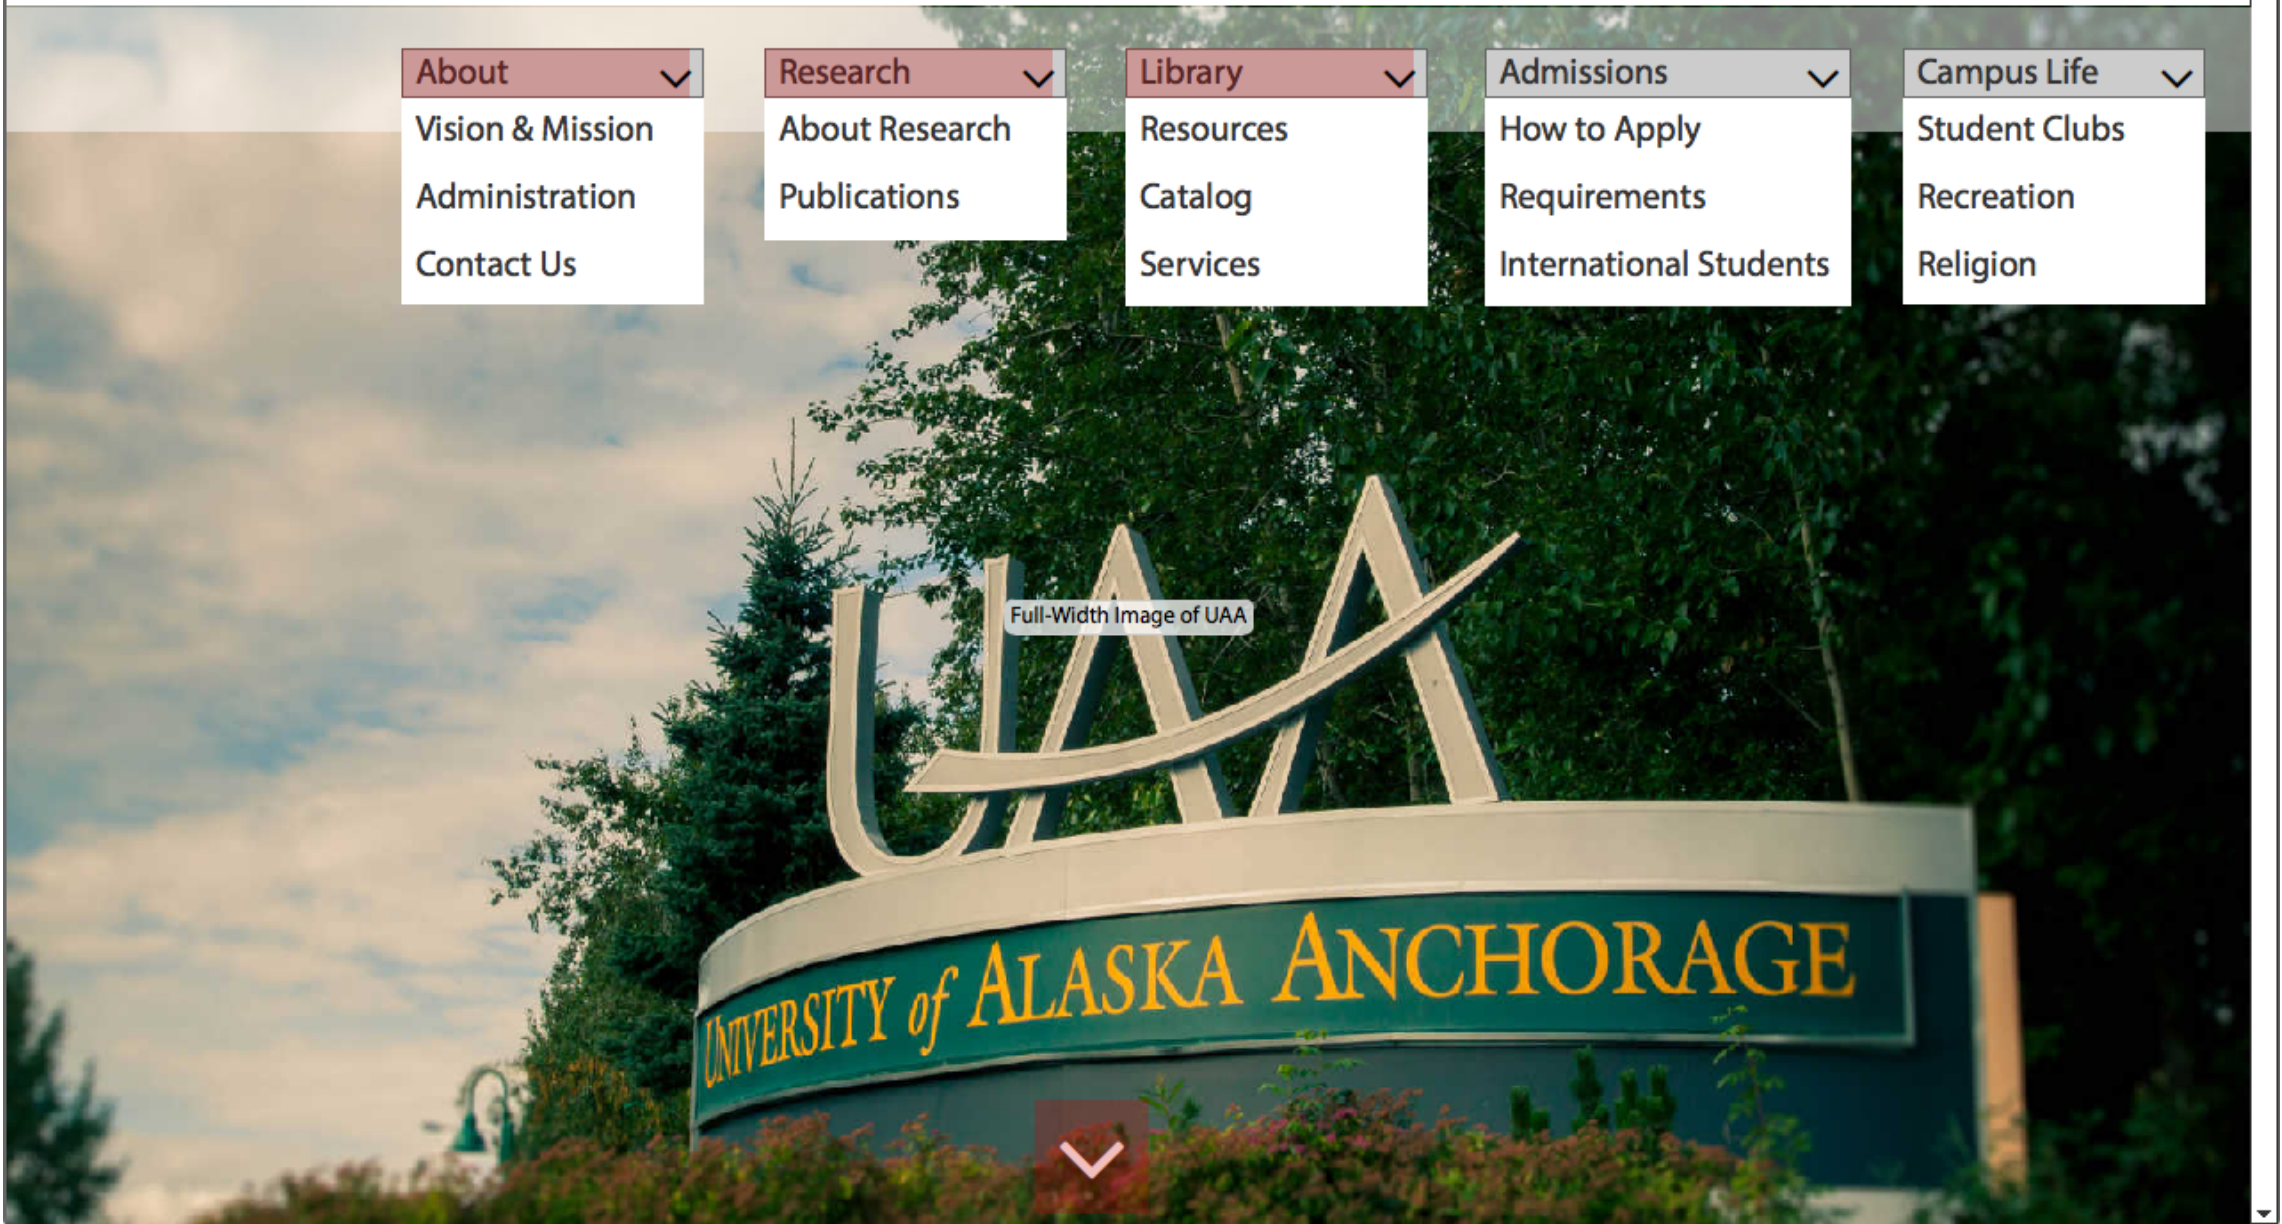 About
Vision & Mission
Administration
Contact Us
Research
About Research
Publications
Library
Resources
Catalog
Services
Admissions
How to Apply
Requirements
International Students
Campus Life
Student Clubs
Recreation
Religion
UAA
Full-Width Image of UAA
UNIVERSITY of ALASKA ANCHORAGE